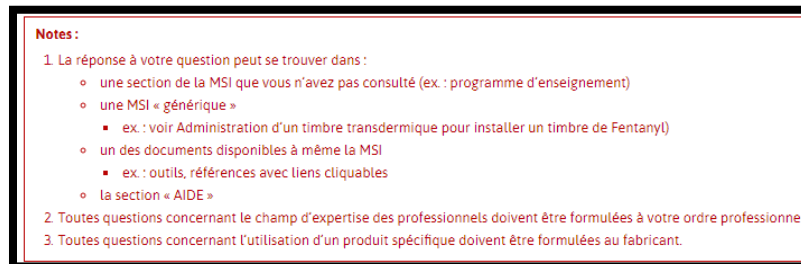 Notes :
1. La réponse à votre question peut se trouver dans :
une section de la MSI que vous n'avez pas consulté (ex. : programme d'enseignement)
une MSI « générique »
ex. : voir Administration d'un timbre transdermique pour installer un timbre de Fentanyl)
un des documents disponibles à même la MSI
ex. : outils, références avec liens cliquables
la section « AIDE »
2. Toutes questions concernant le champ d'expertise des professionnels doivent être formulées à votre ordre professionne
3. Toutes questions concernant l'utilisation d'un produit spécifique doivent être formulées au fabricant.